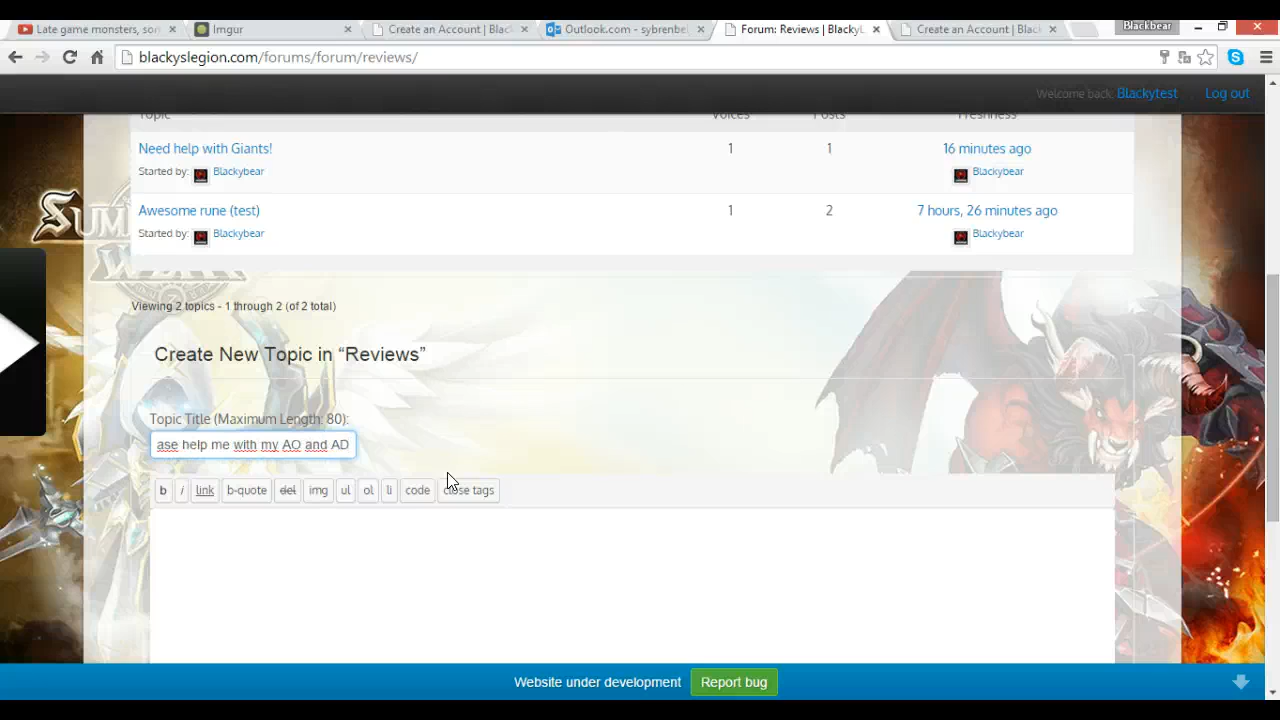 Late game monsters, son
Imgur
Create an Account | Black
Outlook.com - sybrenbe
Forum: Reviews | BlackyL
Create an Account | Black
Blackbear
blackyslegion.com/forums/forum/reviews/
Welcome back, Blackytest
Log out
Topic Voices Posts Freshness
Need help with Giants! 1 1 16 minutes ago
Started by: Blackybear Blackybear
Awesome rune (test) 1 2 7 hours, 26 minutes ago
Started by: Blackybear Blackybear
Viewing 2 topics - 1 through 2 (of 2 total)
Create New Topic in “Reviews”
Topic Title (Maximum Length: 80):
ase help me with my AO and AD
b i link b-quote del img ul ol li code close tags
Website under development Report bug